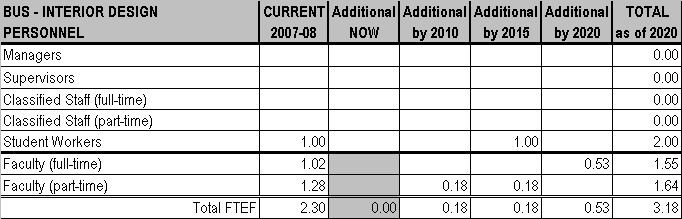 BUS - INTERIOR DESIGN CURRENT Additional Additional Additional Additional TOTAL
PERSONNEL 2007-08 NOW by 2010 by 2015 by 2020 as of 2020
Managers 0.00
Supervisors 0.00
Classified Staff (full-time) 0.00
Classified Staff (part-time) 0.00
Student Workers 1.00 1.00 2.00
Faculty (full-time) 1.02 0.53 1.55
Faculty (part-time) 1.28 0.18 0.18 1.64
Total FTEF 2.30 0.00 0.18 0.18 0.53 3.18